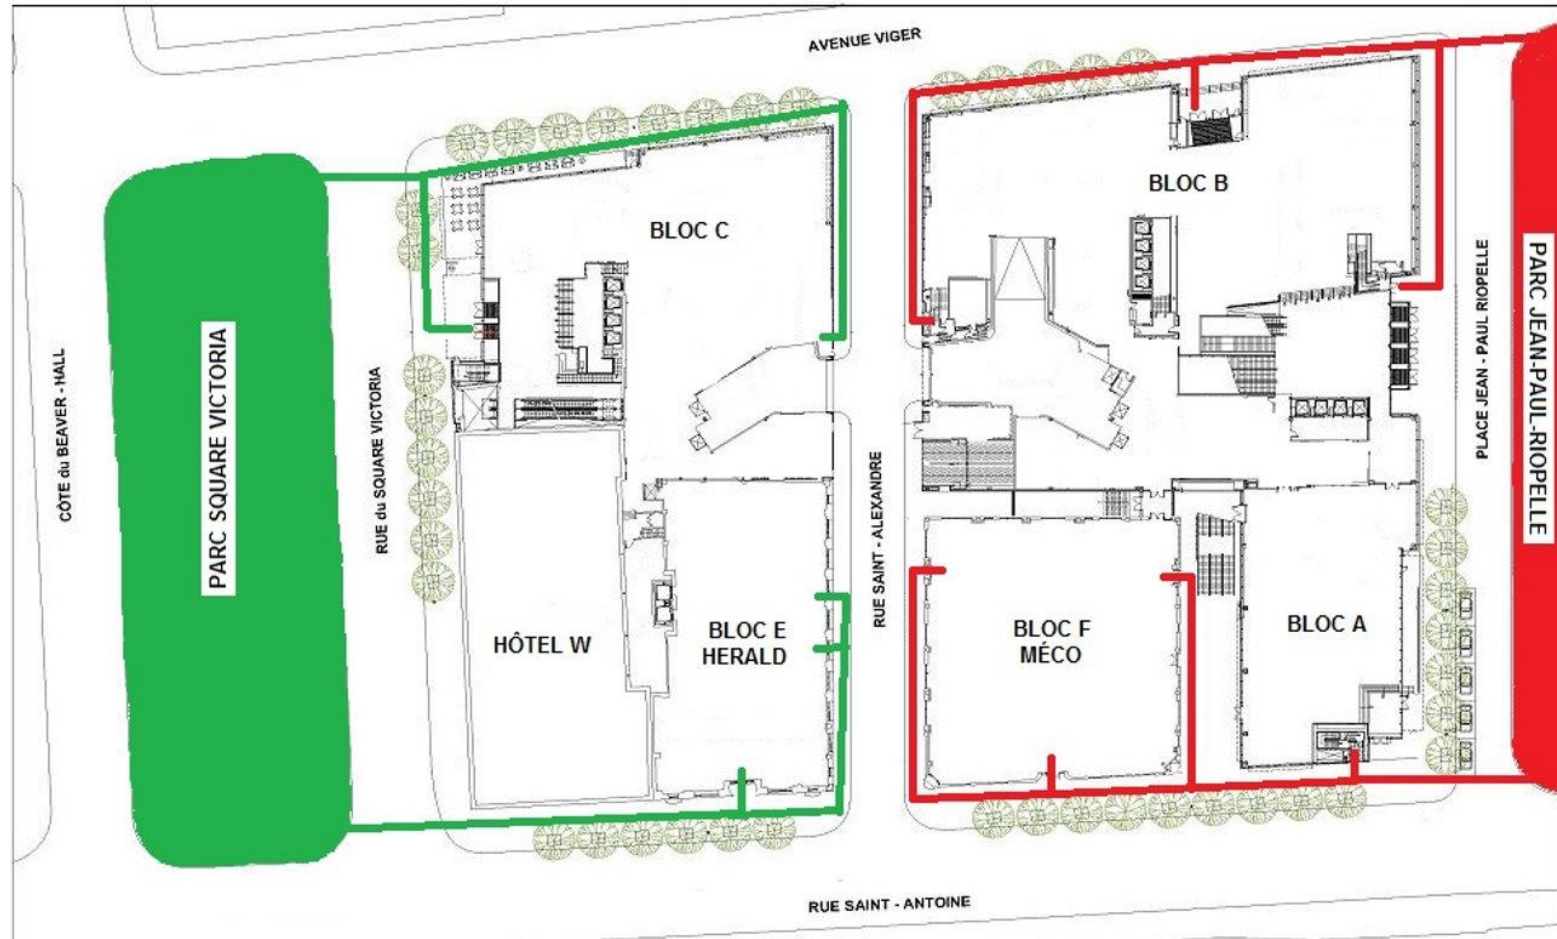 AVENUE VIGER
BLOC C
BLOC B
CÔTE du BEAVER - HALL
PARC SQUARE VICTORIA
RUE du SQUARE VICTORIA
HÔTEL W
BLOC E
HERALD
RUE SAINT - ALEXANDRE
BLOC F
MÉCO
BLOC A
PLACE JEAN - PAUL RIOPELLE
PARC JEAN-PAUL-RIOPELLE
RUE SAINT - ANTOINE